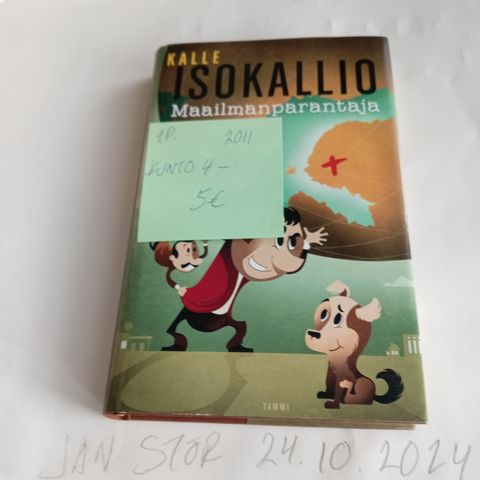 KALLE
ISOKALLIO
Maailmanparantaja
1P. 2011
KUNTO 4-
5€
TAMMI
JAN STOR 24.10.2024